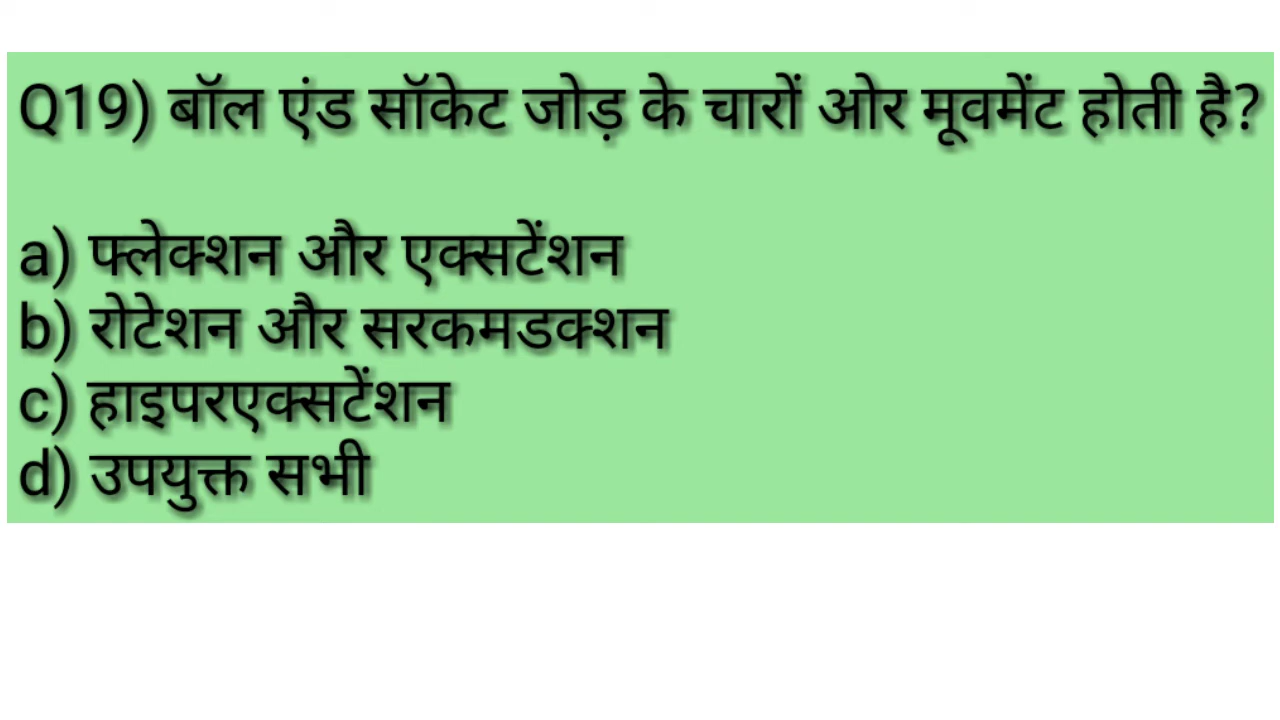 Q19) बॉल एंड सॉकेट जोड़ के चारों ओर मूवमेंट होती है?
a) फ्लेक्शन और एक्सटेंशन
b) रोटेशन और सरकमडक्शन
c) हाइपरएक्सटेंशन
d) उपयुक्त सभी